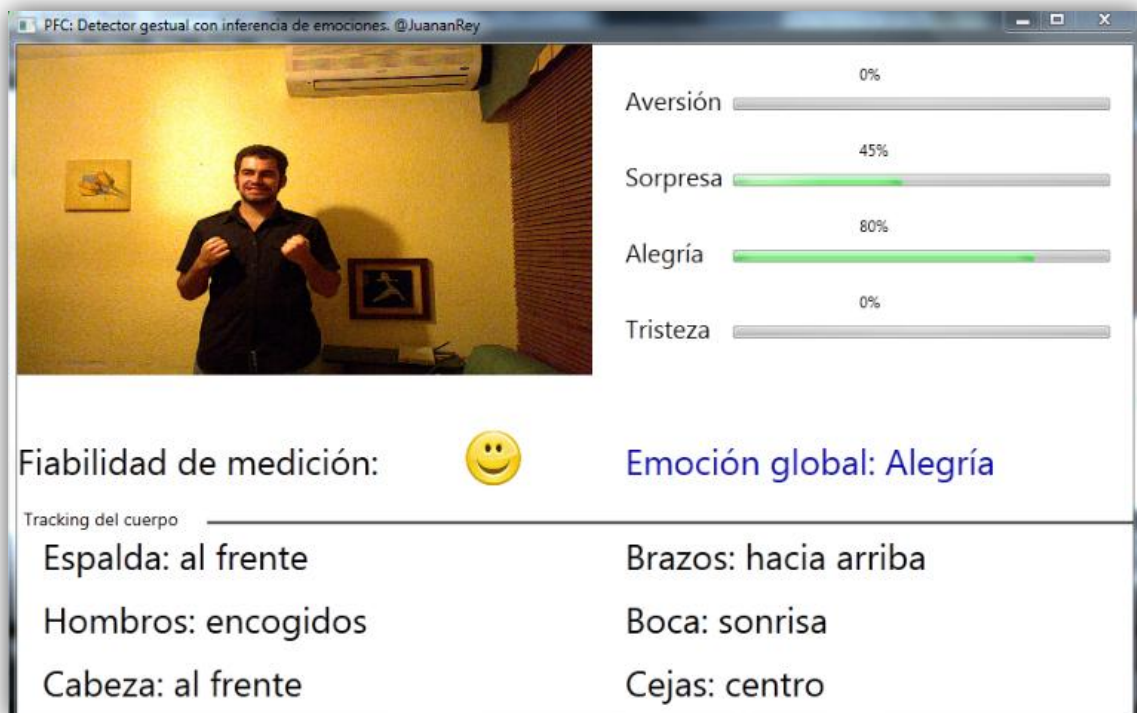 PFC: Detector gestual con inferencia de emociones. @JuananRey
0%
Aversión
45%
Sorpresa
80%
Alegría
0%
Tristeza
Fiabilidad de medición:
Emoción global: Alegría
Tracking del cuerpo
Espalda: al frente
Brazos: hacia arriba
Hombros: encogidos
Boca: sonrisa
Cabeza: al frente
Cejas: centro